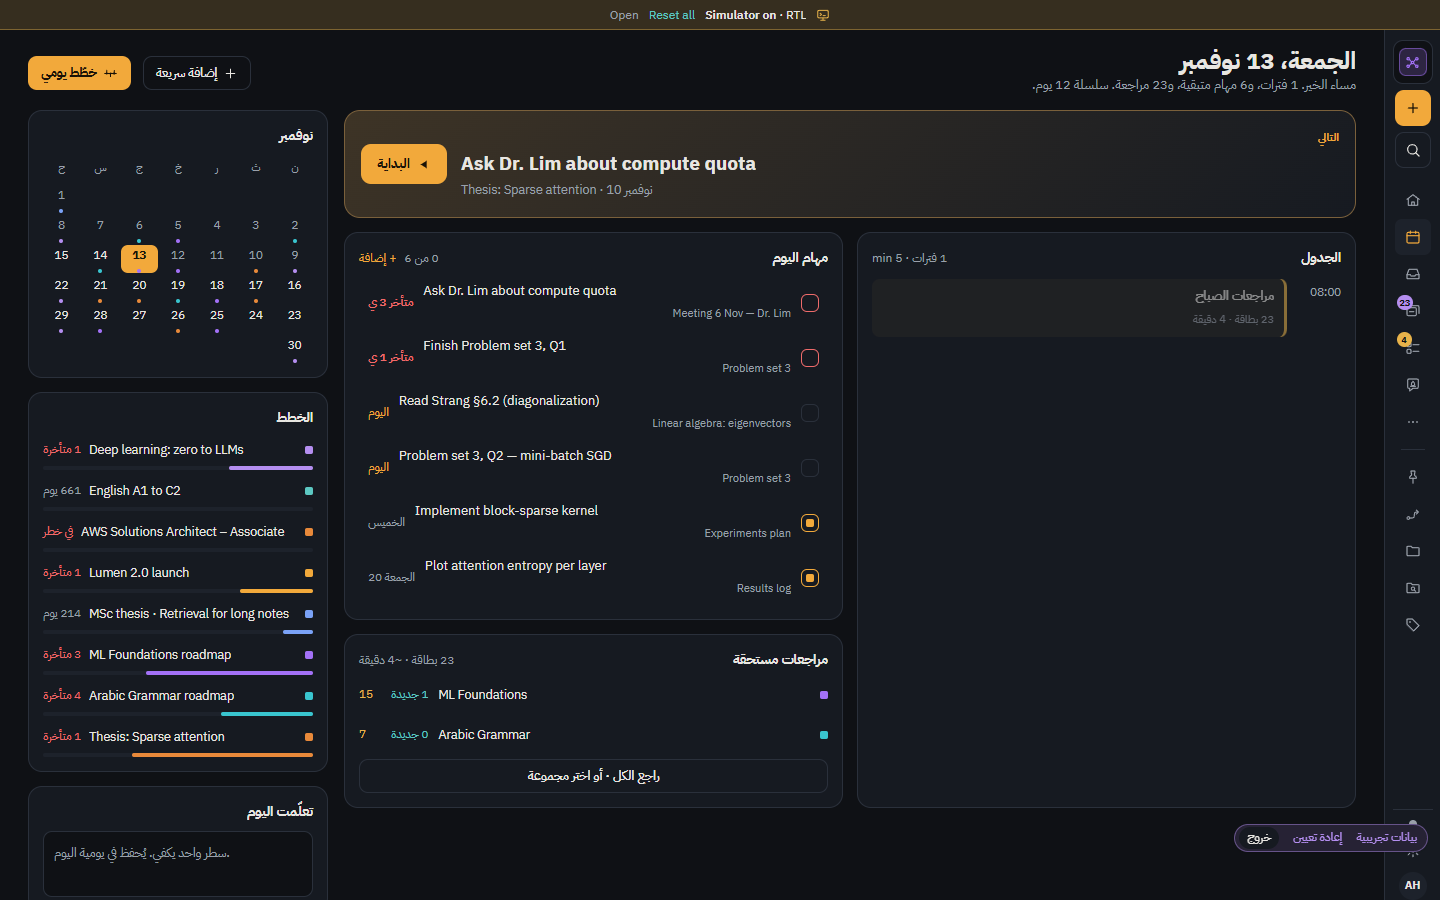 Open Reset all Simulator on · RTL
الجمعة، 13 نوفمبر
مساء الخير. 1 فترات، و6 مهام متبقية، و23 مراجعة. سلسلة 12 يوم.
إضافة سريعة
خطّط يومي
التالي
Ask Dr. Lim about compute quota
Thesis: Sparse attention · 10 نوفمبر
البداية
الجدول
1 فترات · 5 min
08:00
مراجعات الصباح
23 بطاقة · 4 دقيقة
مهام اليوم
0 من 6
+ إضافة
Ask Dr. Lim about compute quota
Meeting 6 Nov — Dr. Lim
متأخر 3 ي
Finish Problem set 3, Q1
Problem set 3
متأخر 1 ي
Read Strang §6.2 (diagonalization)
Linear algebra: eigenvectors
اليوم
Problem set 3, Q2 — mini-batch SGD
Problem set 3
اليوم
Implement block-sparse kernel
Experiments plan
الخميس
Plot attention entropy per layer
Results log
الجمعة 20
مراجعات مستحقة
23 بطاقة · ~4 دقيقة
ML Foundations
1 جديدة
15
Arabic Grammar
0 جديدة
7
راجع الكل · أو اختر مجموعة
نوفمبر
ن ث ر خ ج س ح
1
2 3 4 5 6 7 8
9 10 11 12 13 14 15
16 17 18 19 20 21 22
23 24 25 26 27 28 29
30
الخطط
Deep learning: zero to LLMs
1 متأخرة
English A1 to C2
661 يوم
AWS Solutions Architect – Associate
في خطر
Lumen 2.0 launch
1 متأخرة
MSc thesis · Retrieval for long notes
214 يوم
ML Foundations roadmap
3 متأخرة
Arabic Grammar roadmap
4 متأخرة
Thesis: Sparse attention
1 متأخرة
تعلّمت اليوم
سطر واحد يكفي. يُحفظ في يومية اليوم.
23
4
بيانات تجريبية
إعادة تعيين
خروج
AH